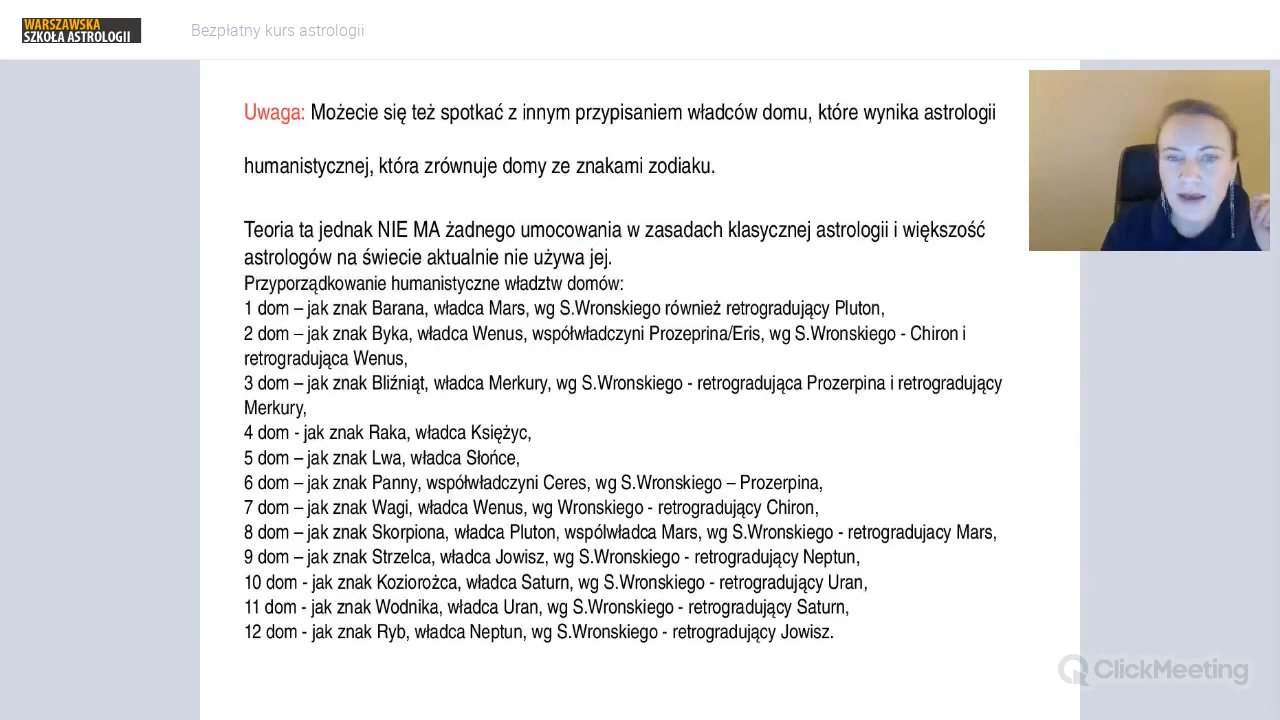 WARSZAWSKA
SZKOŁA ASTROLOGII
Bezpłatny kurs astrologii
Uwaga: Możecie się też spotkać z innym przypisaniem władców domu, które wynika astrologii
humanistycznej, która zrównuje domy ze znakami zodiaku.
Teoria ta jednak NIE MA żadnego umocowania w zasadach klasycznej astrologii i większość
astrologów na świecie aktualnie nie używa jej.
Przyporządkowanie humanistyczne władztw domów:
1 dom – jak znak Barana, władca Mars, wg S.Wronskiego również retrogradujący Pluton,
2 dom – jak znak Byka, władca Wenus, współwładczyni Prozeprina/Eris, wg S.Wronskiego - Chiron i
retrogradująca Wenus,
3 dom – jak znak Bliźniąt, władca Merkury, wg S.Wronskiego - retrogradująca Prozerpina i retrogradujący
Merkury,
4 dom - jak znak Raka, władca Księżyc,
5 dom – jak znak Lwa, władca Słońce,
6 dom – jak znak Panny, współwładczyni Ceres, wg S.Wronskiego – Prozerpina,
7 dom – jak znak Wagi, władca Wenus, wg Wronskiego - retrogradujący Chiron,
8 dom – jak znak Skorpiona, władca Pluton, wspólwładca Mars, wg S.Wronskiego - retrogradujacy Mars,
9 dom – jak znak Strzelca, władca Jowisz, wg S.Wronskiego - retrogradujący Neptun,
10 dom - jak znak Koziorożca, władca Saturn, wg S.Wronskiego - retrogradujący Uran,
11 dom - jak znak Wodnika, władca Uran, wg S.Wronskiego - retrogradujący Saturn,
12 dom - jak znak Ryb, władca Neptun, wg S.Wronskiego - retrogradujący Jowisz.
ClickMeeting